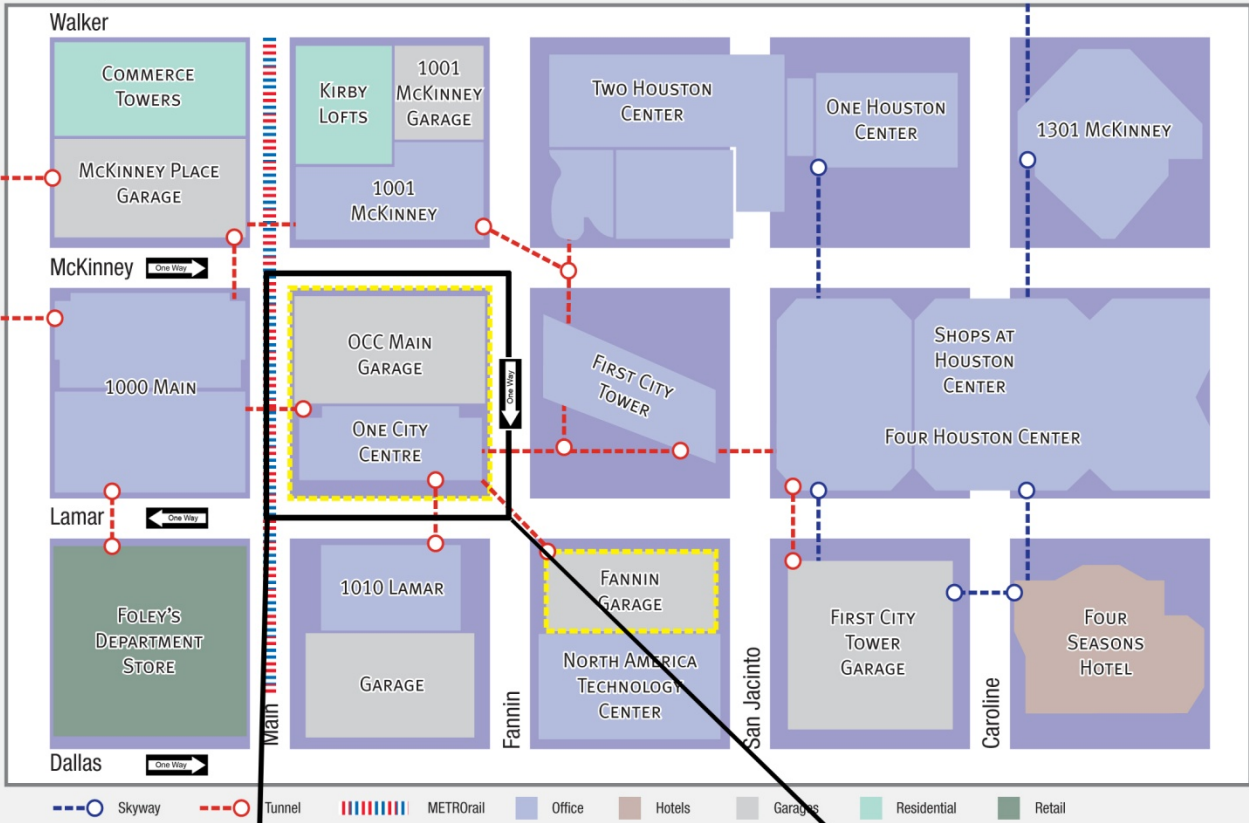 Walker
COMMERCE
TOWERS
MCKINNEY PLACE
GARAGE
KIRBY
LOFTS
1001
MCKINNEY
GARAGE
1001
MCKINNEY
TWO HOUSTON
CENTER
ONE HOUSTON
CENTER
1301 MCKINNEY
McKinney
One Way
1000 MAIN
OCC MAIN
GARAGE
ONE CITY
CENTRE
One Way
FIRST CITY
TOWER
SHOPS AT
HOUSTON
CENTER
FOUR HOUSTON CENTER
Lamar
One Way
FOLEY'S
DEPARTMENT
STORE
1010 LAMAR
GARAGE
FANNIN
GARAGE
NORTH AMERICA
TECHNOLOGY
CENTER
FIRST CITY
TOWER
GARAGE
FOUR
SEASONS
HOTEL
Main
Fannin
San Jacinto
Caroline
Dallas
One Way
Skyway
Tunnel
METROrail
Office
Hotels
Garages
Residential
Retail